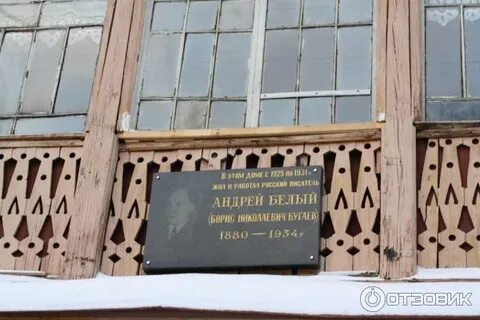 В ЭТОМ ДОМЕ С 1925 ПО 1931 Г
ЖИЛ И РАБОТАЛ РУССКИЙ ПИСАТЕЛЬ
АНДРЕЙ БЕЛЫЙ
(БОРИС НИКОЛАЕВИЧ БУГАЕВ
1880 — 1934 Г
ОТЗОВИК